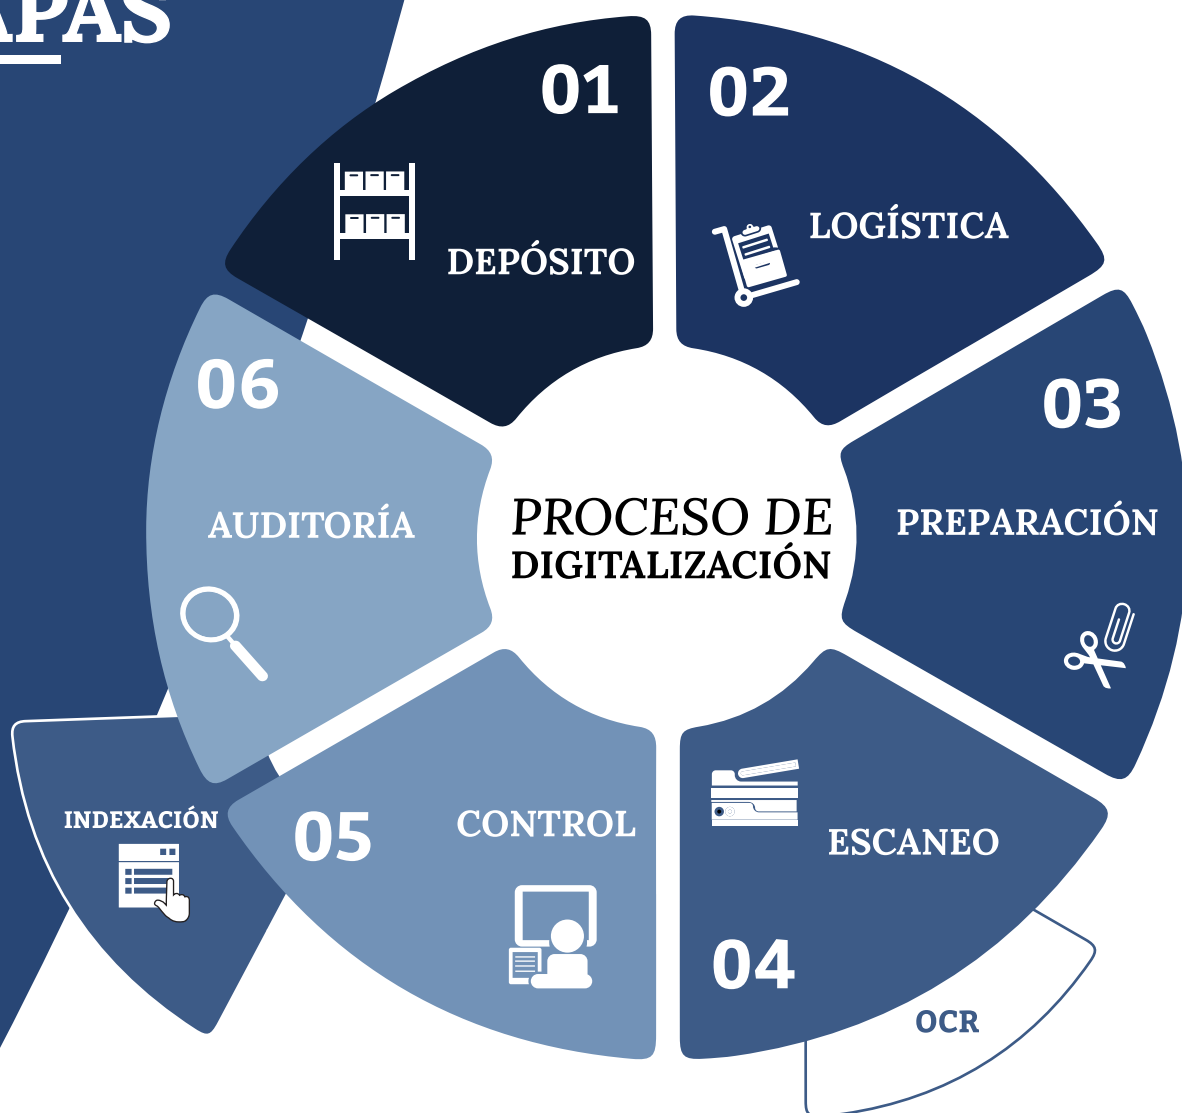 APAS
01
DEPÓSITO
02
LOGÍSTICA
03
PREPARACIÓN
04
ESCANEO
OCR
05
CONTROL
INDEXACIÓN
06
AUDITORÍA
PROCESO DE
DIGITALIZACIÓN